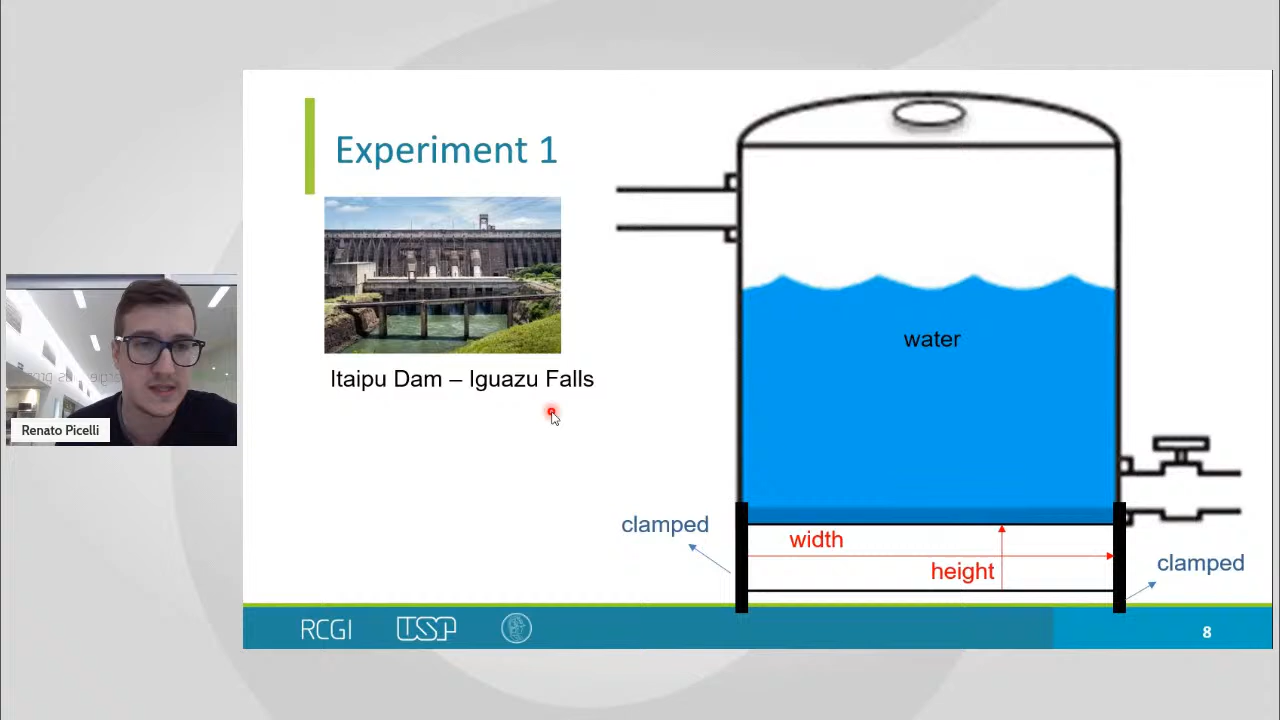 Experiment 1
Itaipu Dam – Iguazu Falls
water
clamped
width
height
clamped
Renato Picelli
RCGI
USP
8